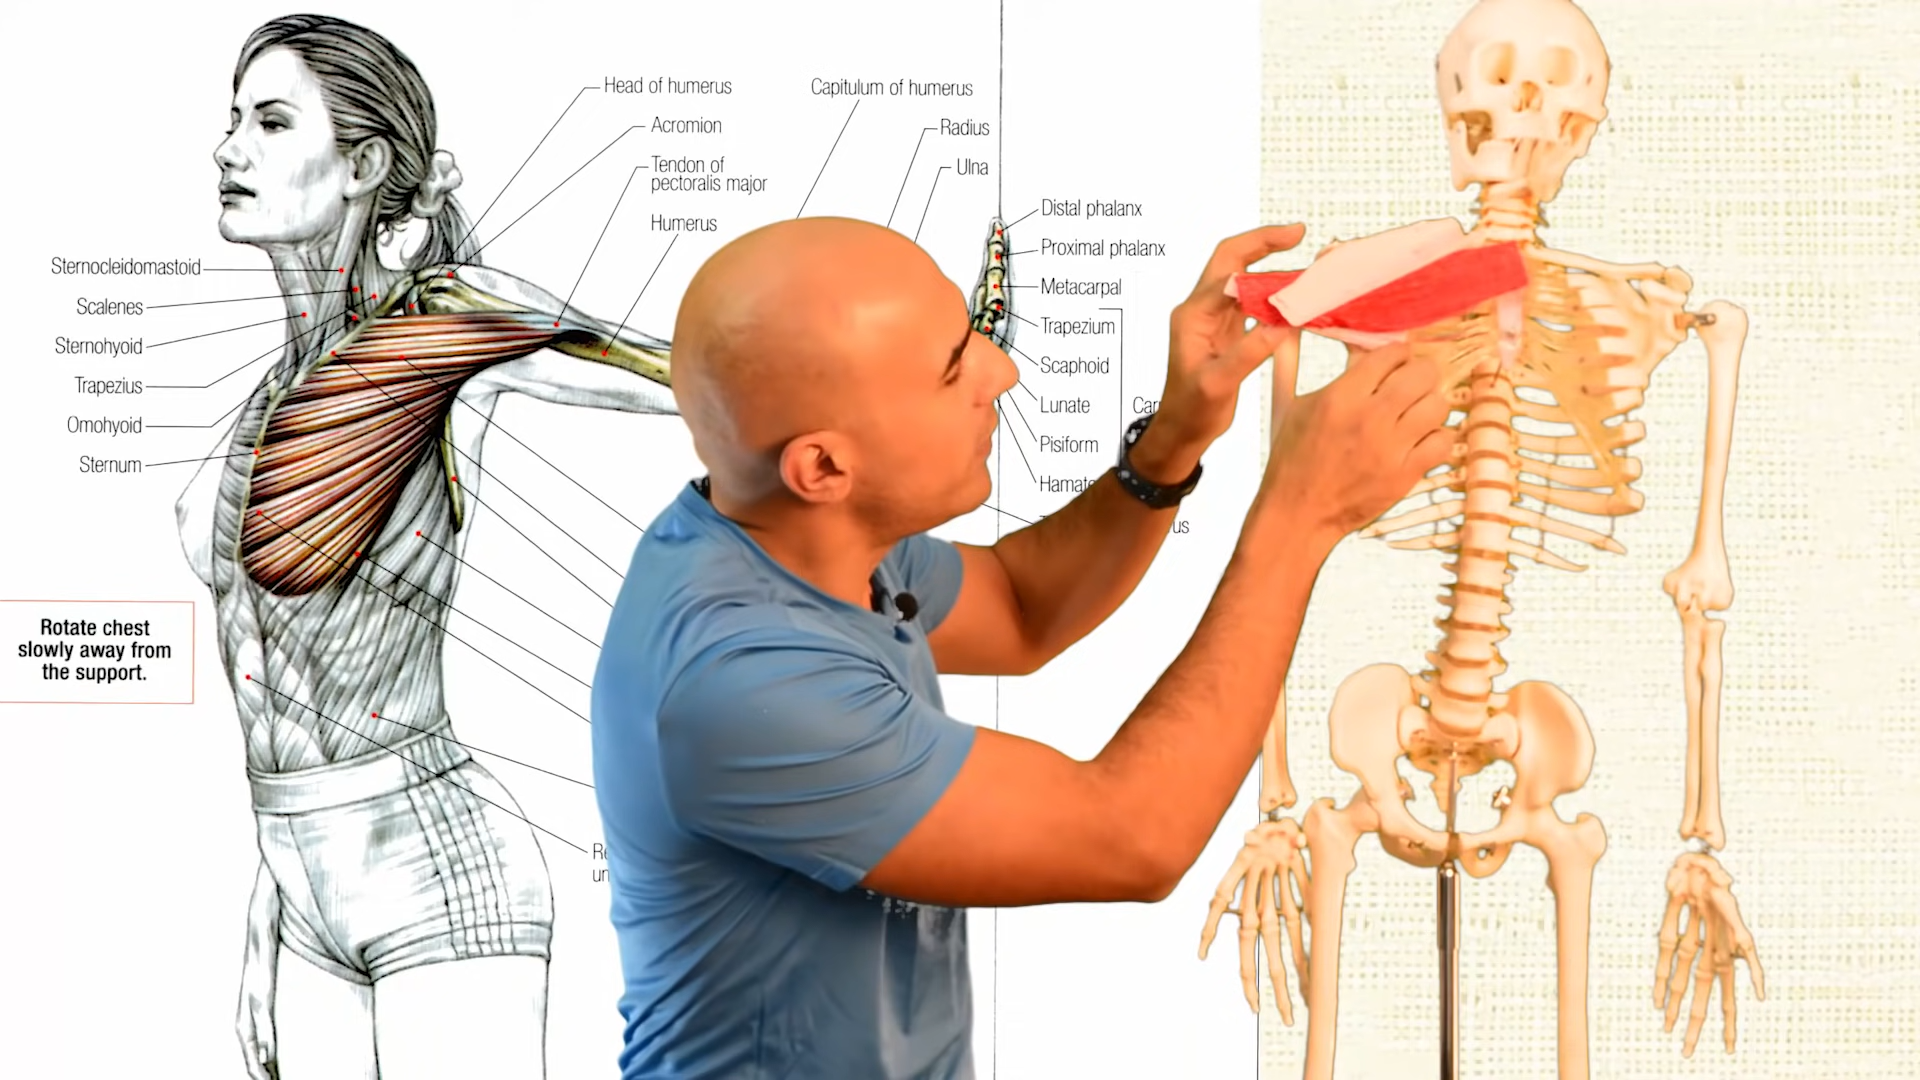 Head of humerus
Acromion
Tendon of
pectoralis major
Humerus
Capitulum of humerus
Radius
Ulna
Distal phalanx
Proximal phalanx
Metacarpal
Trapezium
Scaphoid
Lunate
Pisiform
Hamate
Sternocleidomastoid
Scalenes
Sternohyoid
Trapezius
Omohyoid
Sternum
Rotate chest
slowly away from
the support.